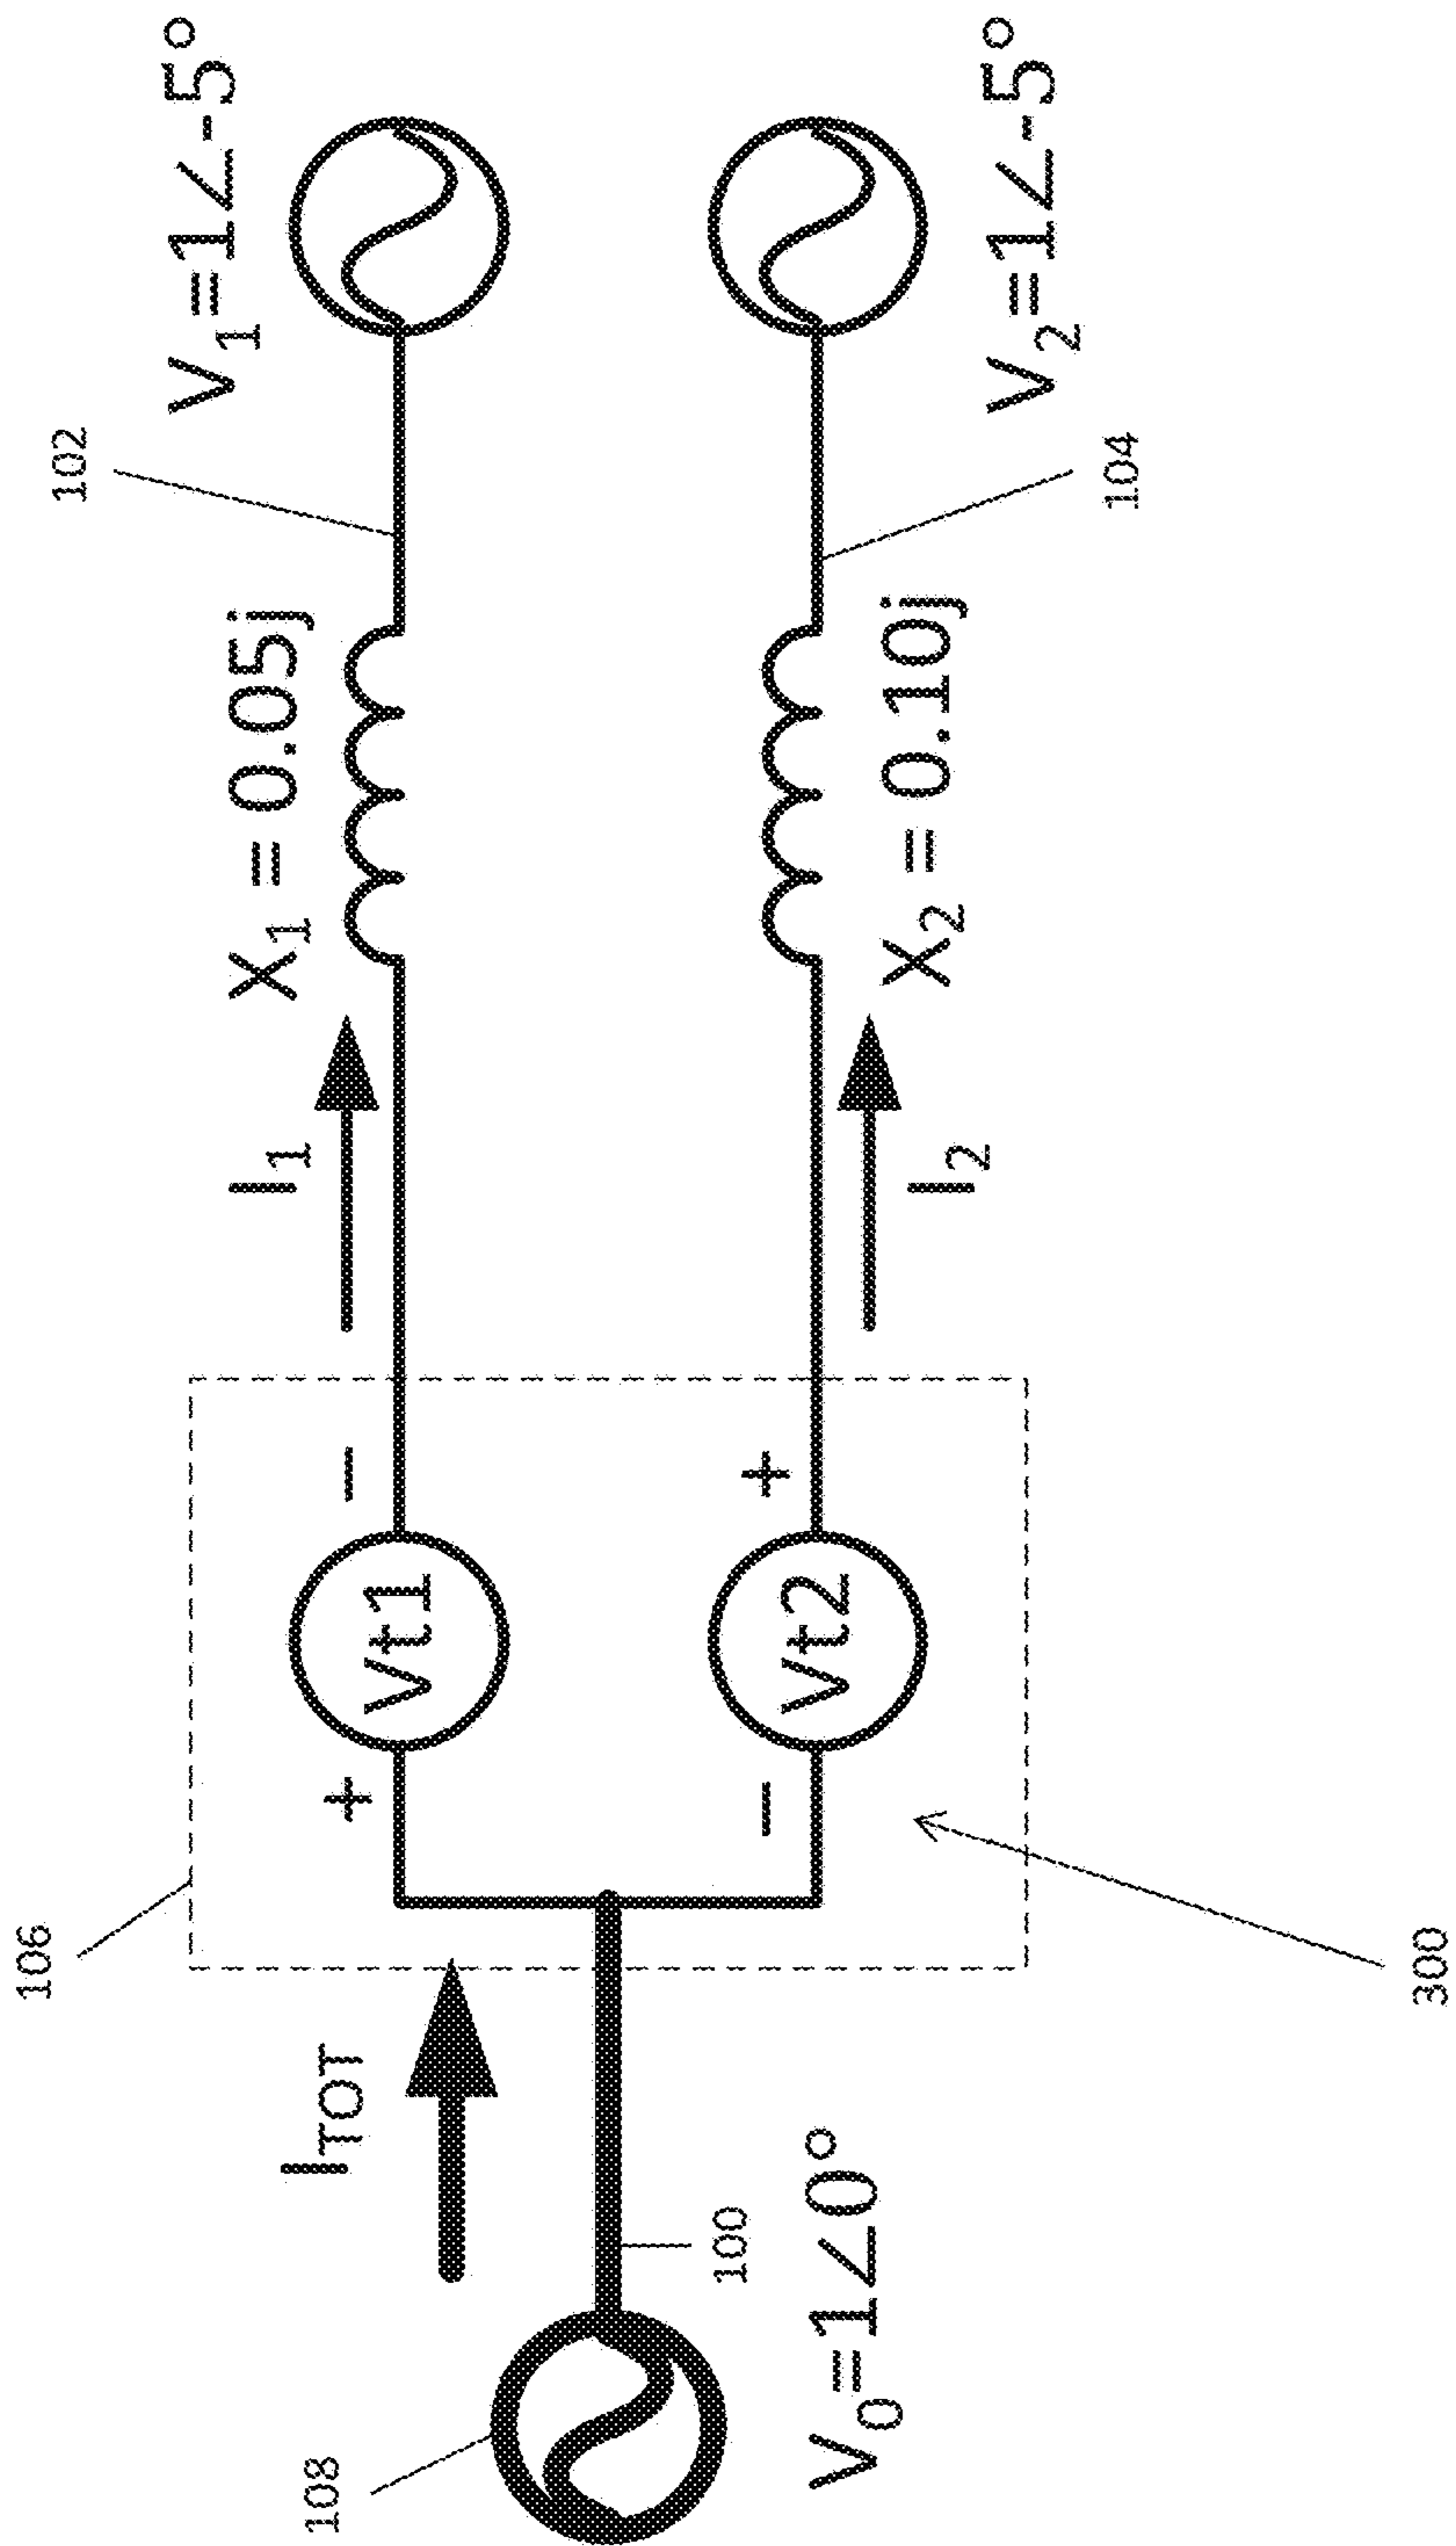 106
102
I_TOT
+
Vt1
−
I₁
X₁ = 0.05j
V₁=1∠-5°
108
100
V₀=1∠0°
−
Vt2
+
I₂
X₂ = 0.10j
V₂=1∠-5°
104
300